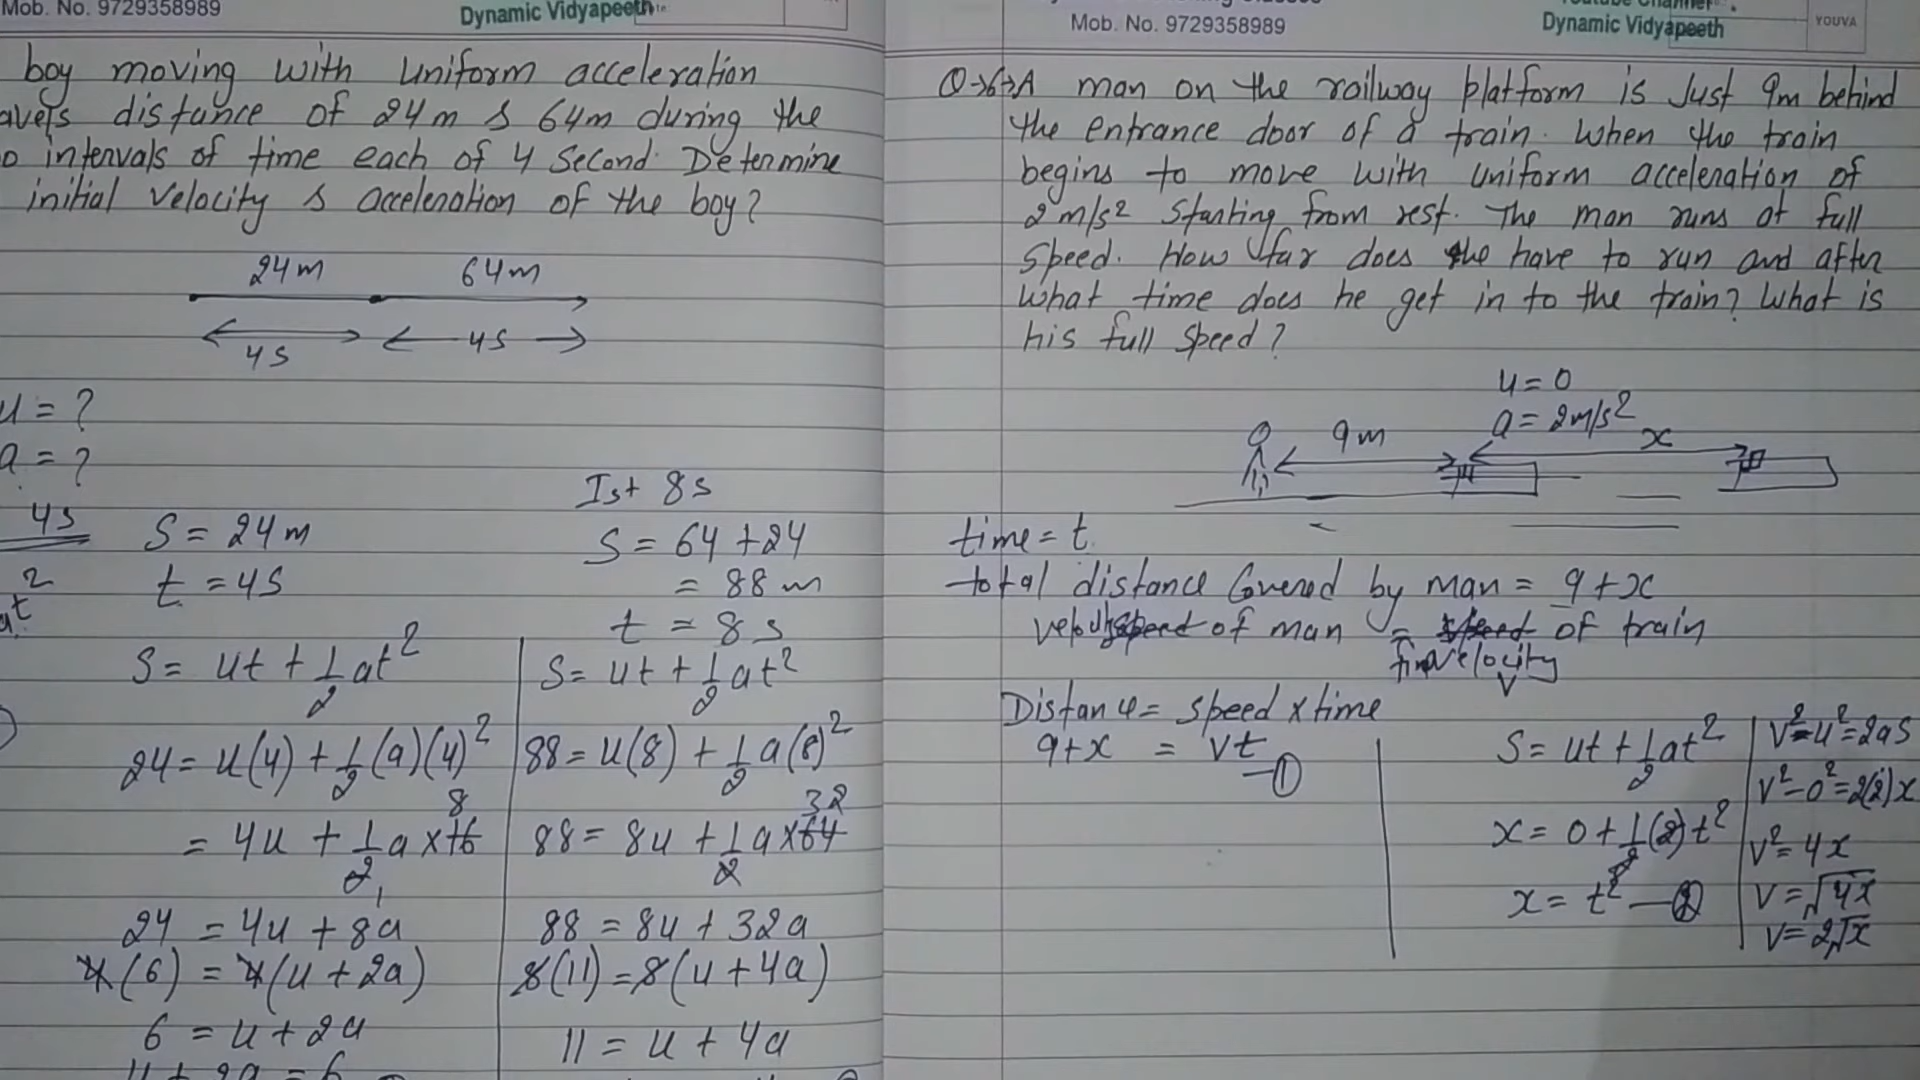 Mob. No. 9729358989
Dynamic Vidyapeeth
boy moving with uniform acceleration
avels distance of 24m & 64m during the
o intervals of time each of 4 second. Determine
initial velocity & acceleration of the boy?
24m 64m
4s 4s
u = ?
a = ?
4s
S = 24m
t = 4s
Ist 8s
S = 64 + 24
= 88 m
t = 8s
S = ut + 1/2 at²
24 = u(4) + 1/2 (a)(4)²
= 4u + 1/2 a × 16 8
24 = 4u + 8a
4(6) = 4(u + 2a)
6 = u + 2a
u + 2a = 6
S = ut + 1/2 at²
88 = u(8) + 1/2 a(8)²
88 = 8u + 1/2 a × 64 32
88 = 8u + 32a
8(11) = 8(u + 4a)
11 = u + 4a
Mob. No. 9729358989
Dynamic Vidyapeeth
YOUVA
Q→6→A man on the railway platform is Just 9m behind
the entrance door of a train. When the train
begins to move with uniform acceleration of
2 m/s² starting from rest. The man runs at full
speed. How far does he have to run and after
what time does he get in to the train? What is
his full speed?
u = 0
a = 2m/s²
9m x
time = t
total distance Covered by man = 9 + x
of man = of train
velocity
v
Distance = speed × time
9 + x = vt —①
S = ut + 1/2 at²
x = 0 + 1/2 (2) t²
x = t² —②
v² - u² = 2as
v² - 0² = 2(2)x
v² = 4x
v = √4x
v = 2√x